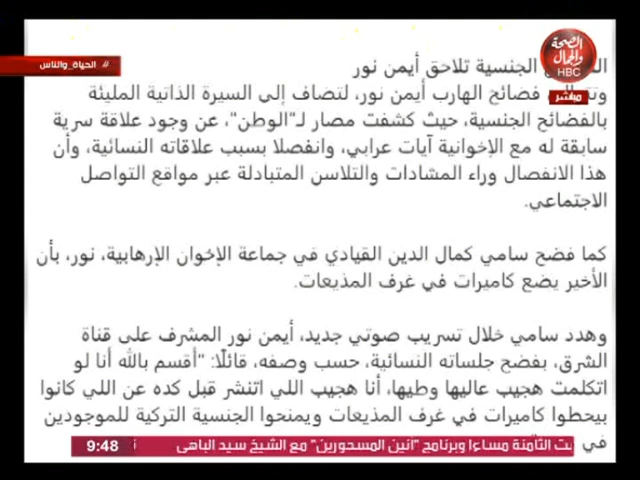 # الحياة_والناس
الصحة
والجمال
HBC
مباشر
الجنسية تلاحق أيمن نور
فضائح الهارب أيمن نور، لتضاف إلى السيرة الذاتية المليئة
بالفضائح الجنسية، حيث كشفت مصار لـ"الوطن"، عن وجود علاقة سرية
سابقة له مع الإخوانية آيات عرابي، وانفصلا بسبب علاقاته النسائية، وأن
هذا الانفصال وراء المشادات والتلاسن المتبادلة عبر مواقع التواصل
الاجتماعي.
كما فضح سامي كمال الدين القيادي في جماعة الإخوان الإرهابية، نور، بأن
الأخير يضع كاميرات في غرف المذيعات.
وهدد سامي خلال تسريب صوتي جديد، أيمن نور المشرف على قناة
الشرق، بفضح جلساته النسائية، حسب وصفه، قائلًا: "أقسم بالله أنا لو
اتكلمت هجيب عاليها وطيها، أنا هجيب اللي اتنشر قبل كده عن اللي كانوا
بيحطوا كاميرات في غرف المذيعات ويمنحوا الجنسية التركية للموجودين
في
9:48 ـت الثامنة مساءا وبرنامج "انين المسحورين" مع الشيخ سيد الباهى